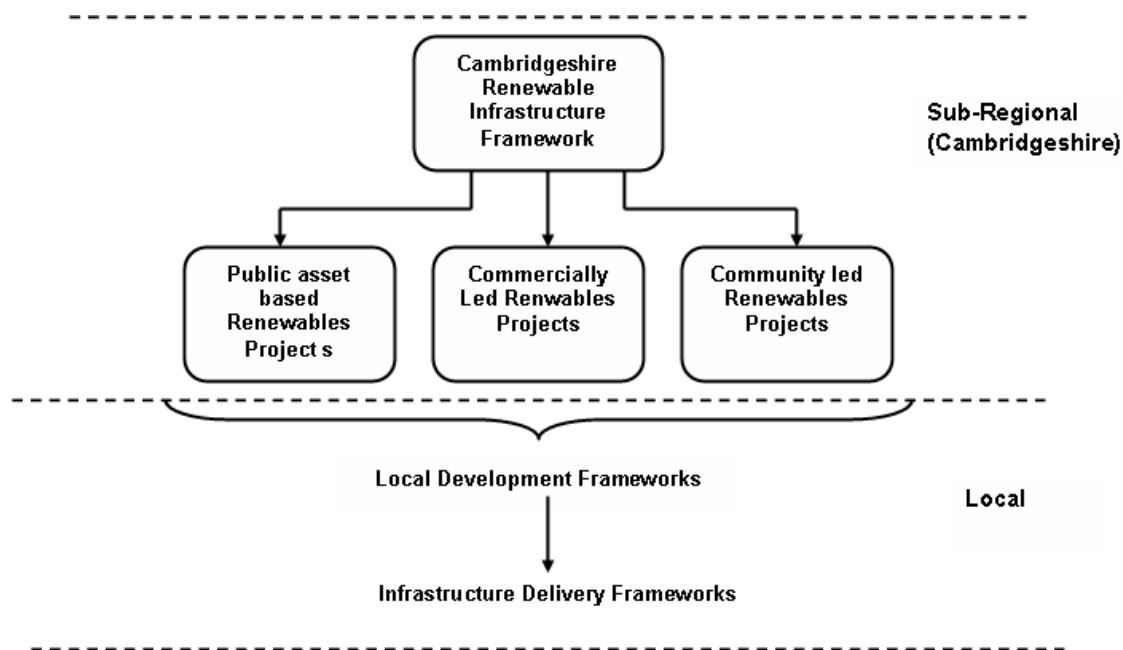 Cambridgeshire
Renewable
Infrastructure
Framework
Sub-Regional
(Cambridgeshire)
Public asset
based
Renewables
Project s
Commercially
Led Renwables
Projects
Community led
Renewables
Projects
Local Development Frameworks
Local
Infrastructure Delivery Frameworks